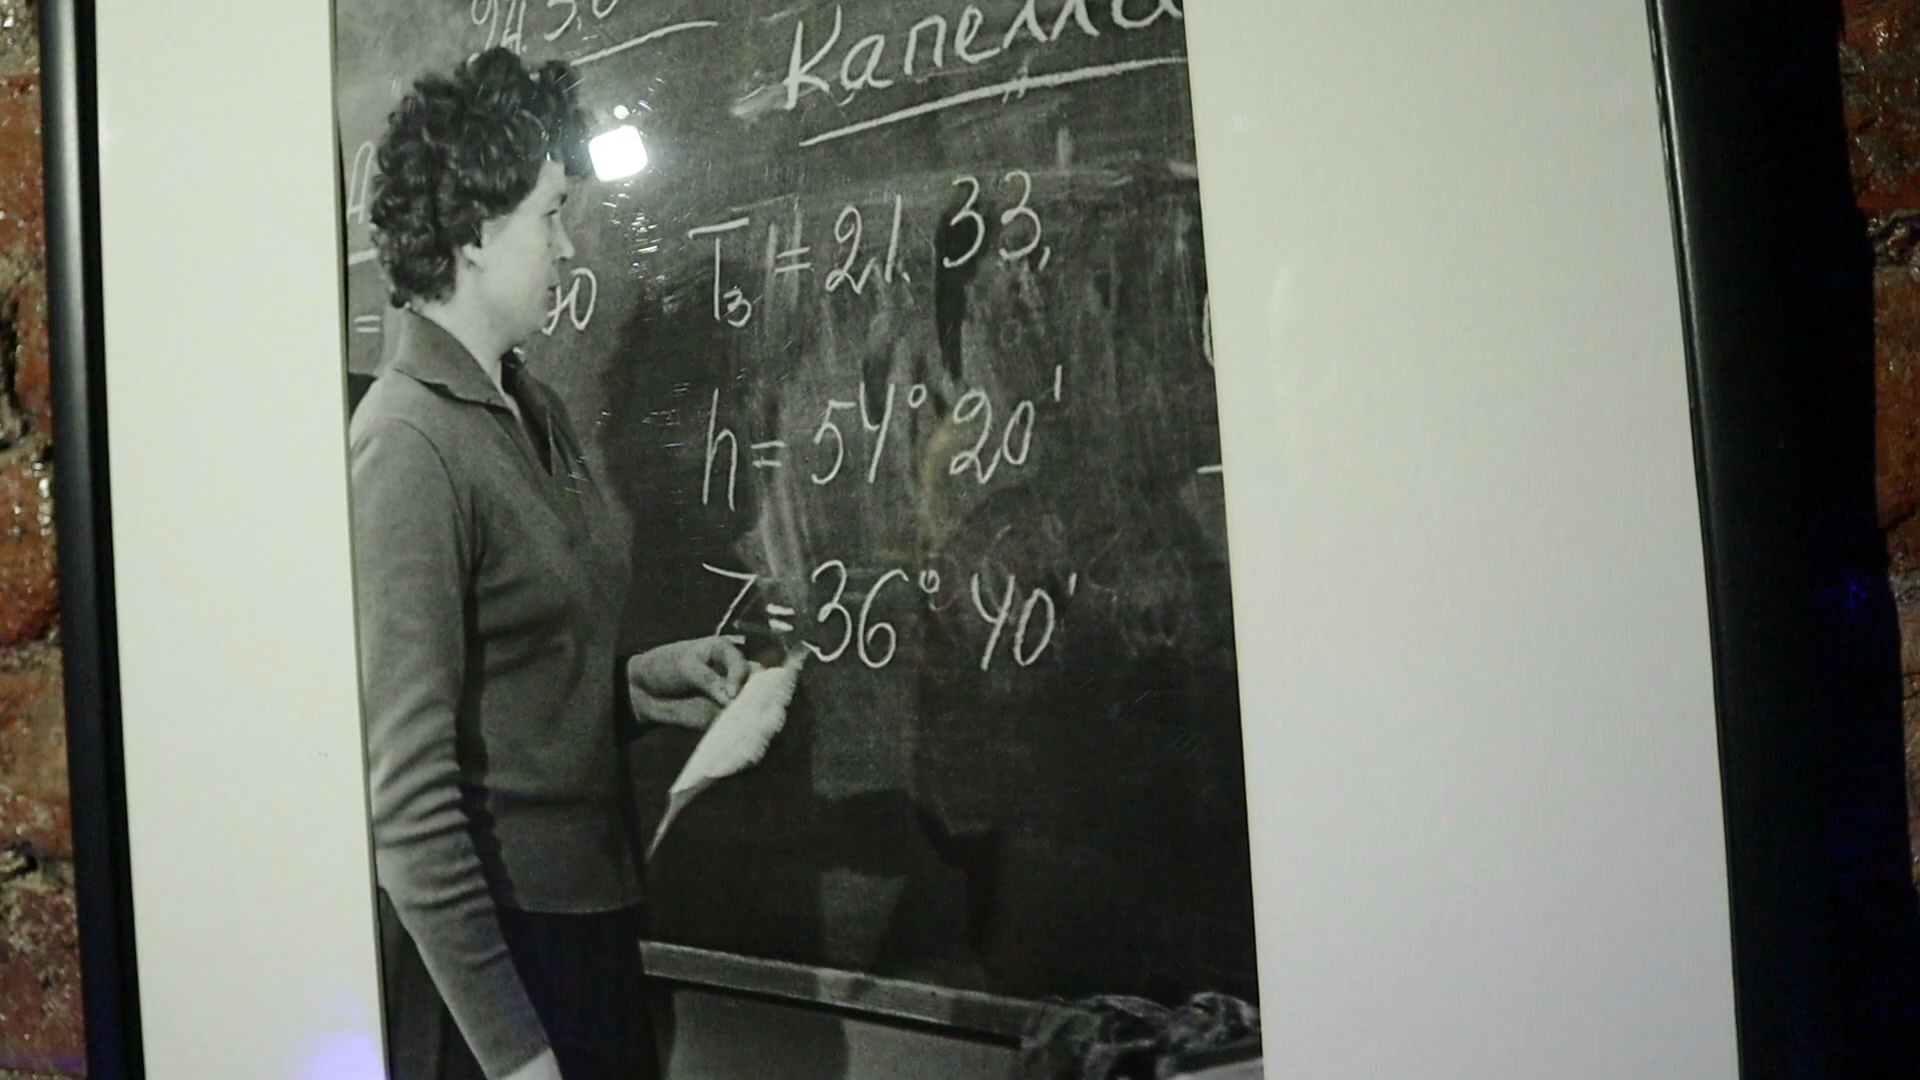 Капелла
T₃ = 21. 33,
h = 54° 20'
Z = 36° 40'